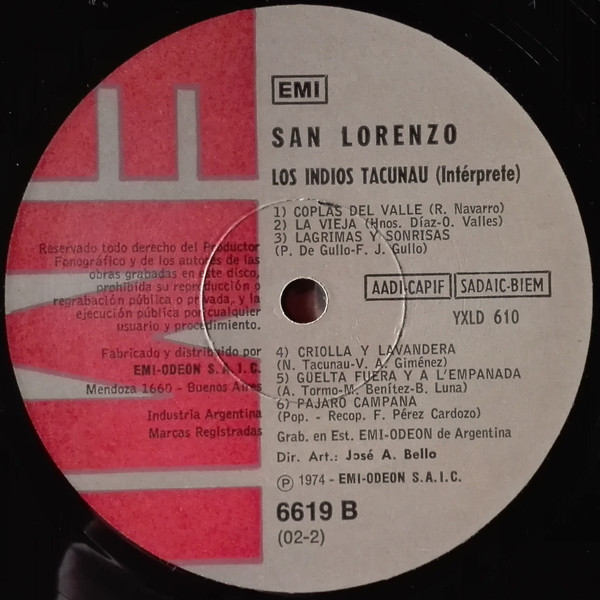 EMI
EMI
SAN LORENZO
LOS INDIOS TACUNAU (Intérprete)
1) COPLAS DEL VALLE (R. Navarro)
2) LA VIEJA (Hnos. Díaz-O. Valles)
3) LAGRIMAS Y SONRISAS
(P. De Gullo-F. J. Gullo)
Reservado todo derecho del Productor
Fonográfico y de los autores de las
obras grabadas en este disco,
prohibida su reproducción o
regrabación pública o privada, y la
ejecución pública por cualquier
usuario y procedimiento.
AADI-CAPIF SADAIC-BIEM
YXLD 610
Fabricado y distribuido por
EMI-ODEON S.A.I.C.
Mendoza 1660 - Buenos Aires
Industria Argentina
Marcas Registradas
4) CRIOLLA Y LAVANDERA
(N. Tacunau-V. A. Giménez)
5) GÜELTA FUERA Y A L'EMPANADA
(A. Tormo-M. Benítez-B. Luna)
6) PAJARO CAMPANA
(Pop. - Recop. F. Pérez Cardozo)
Grab. en Est. EMI-ODEON de Argentina
Dir. Art.: José A. Bello
℗ 1974 - EMI-ODEON S.A.I.C.
6619 B
(02-2)